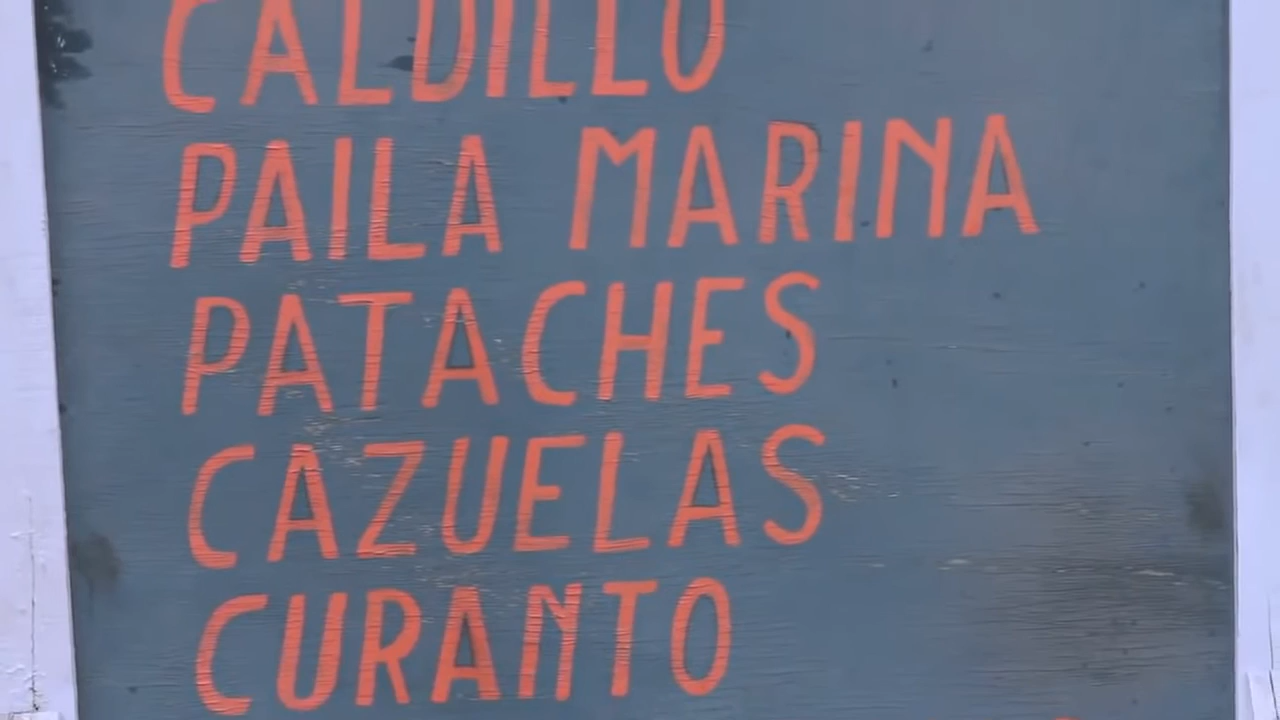 CALDILLO
PAILA MARINA
PATACHES
CAZUELAS
CURANTO